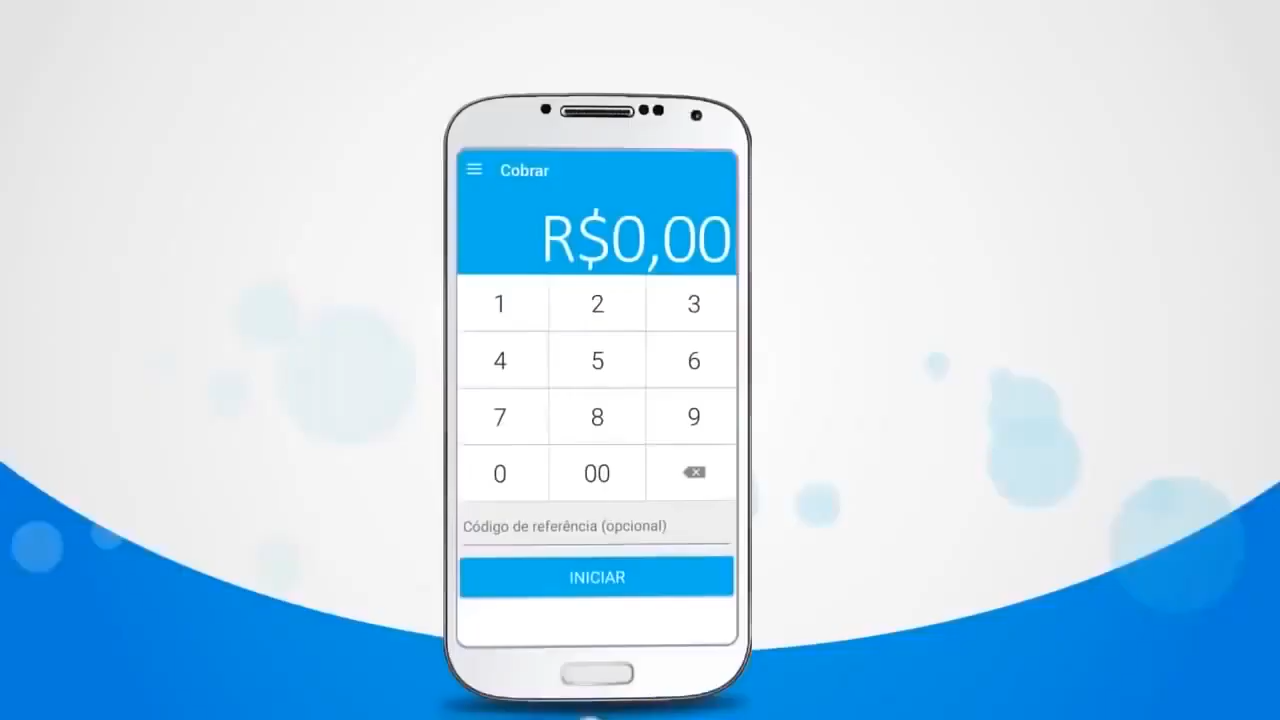 Cobrar
R$0,00
1 2 3
4 5 6
7 8 9
0 00
Código de referência (opcional)
INICIAR